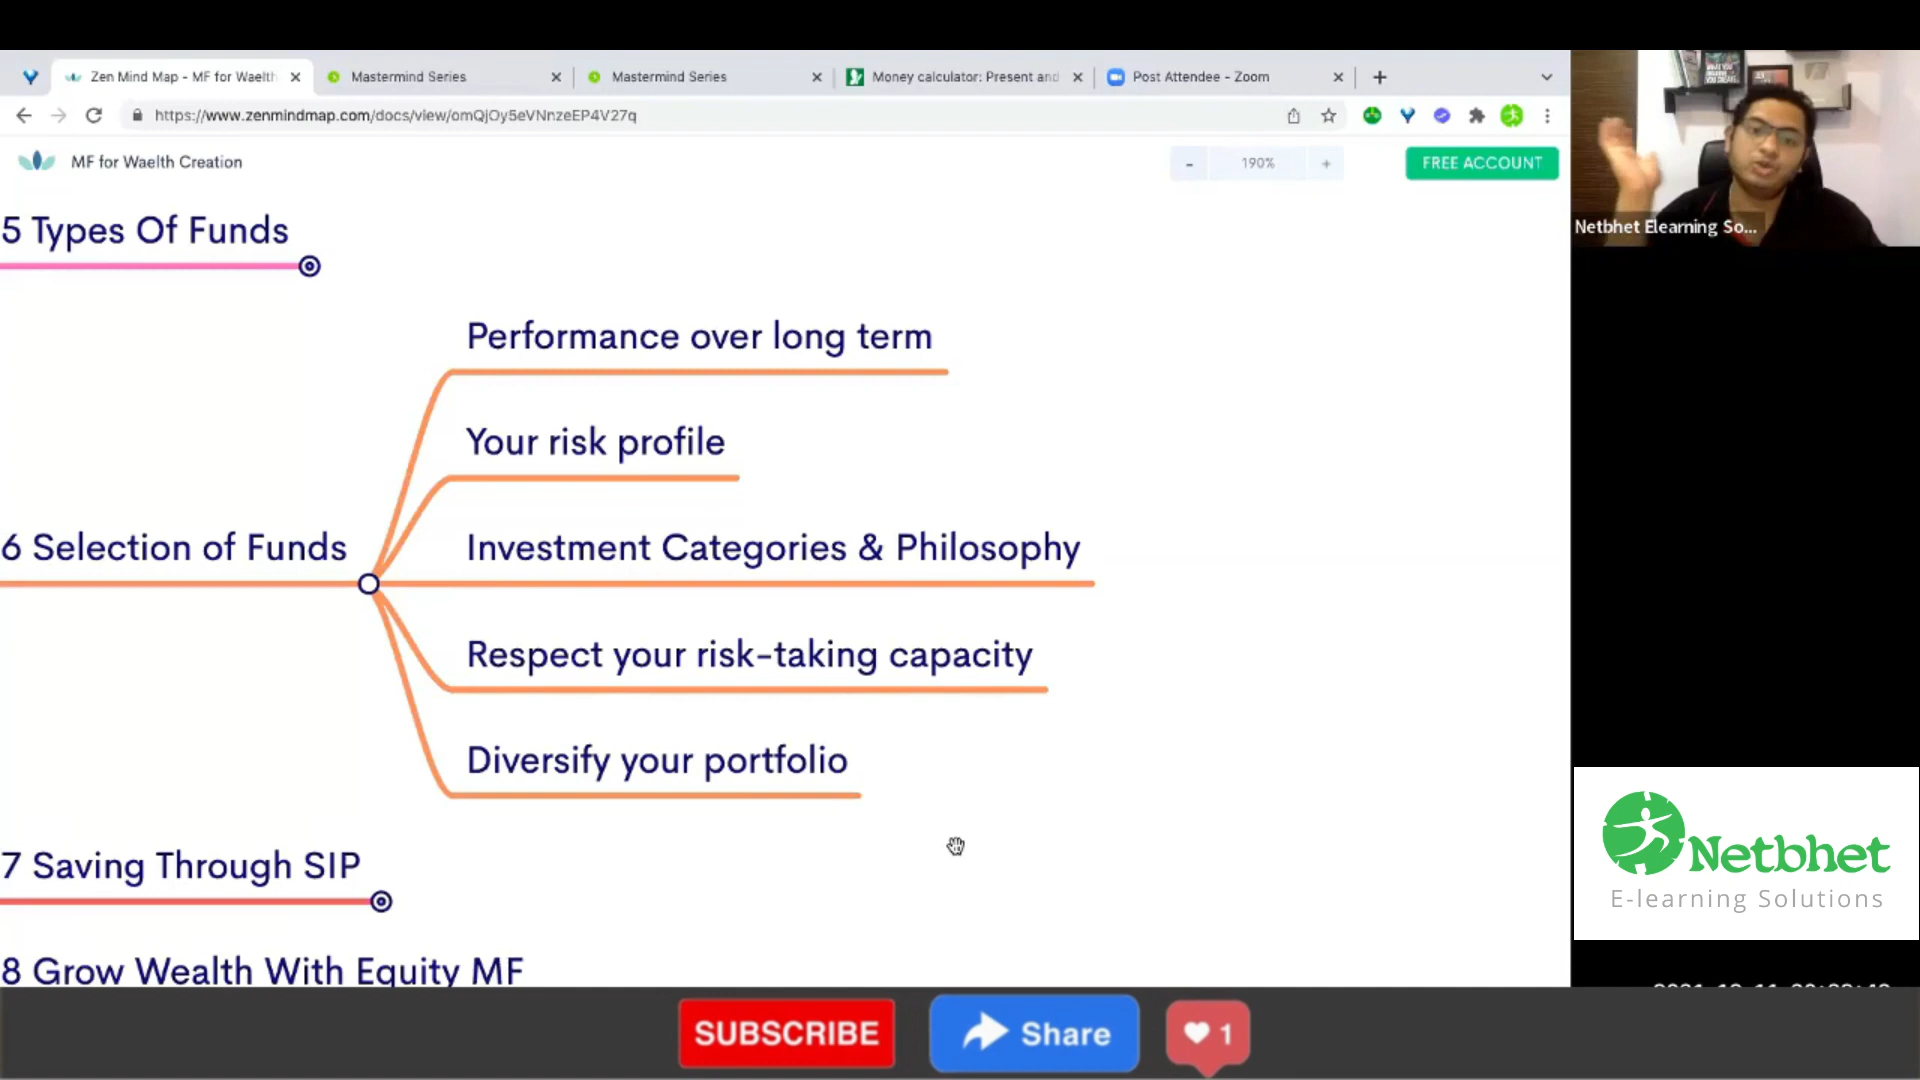 Zen Mind Map - MF for Waelth
Mastermind Series
Mastermind Series
Money calculator: Present and
Post Attendee - Zoom
https://www.zenmindmap.com/docs/view/omQjOy5eVNnzeEP4V27q
MF for Waelth Creation
- 190% +
FREE ACCOUNT
Netbhet Elearning So...
5 Types Of Funds
Performance over long term
Your risk profile
6 Selection of Funds
Investment Categories & Philosophy
Respect your risk-taking capacity
Diversify your portfolio
7 Saving Through SIP
8 Grow Wealth With Equity MF
Netbhet
E-learning Solutions
SUBSCRIBE
Share
1